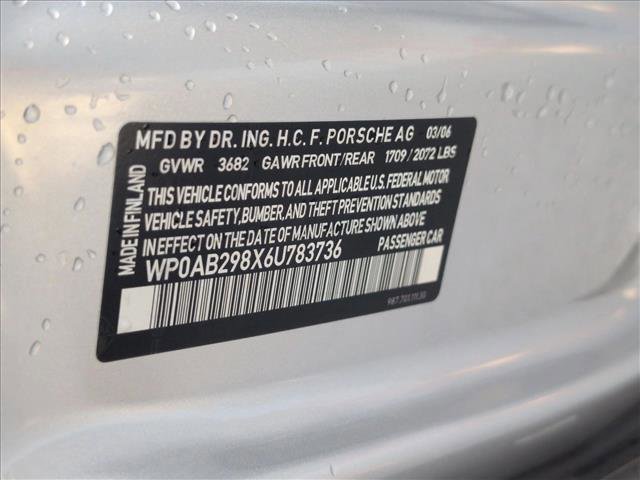 MFD BY DR. ING. H.C. F. PORSCHE AG 03/06
GVWR 3682 GAWR FRONT/REAR 1709/2072 LBS
THIS VEHICLE CONFORMS TO ALL APPLICABLE U.S. FEDERAL MOTOR
VEHICLE SAFETY, BUMBER, AND THEFT PREVENTION STANDARDS
IN EFFECT ON THE DATE OF MANUFACTURE SHOWN ABOVE.
WP0AB298X6U783736 PASSENGER CAR
MADE IN FINLAND